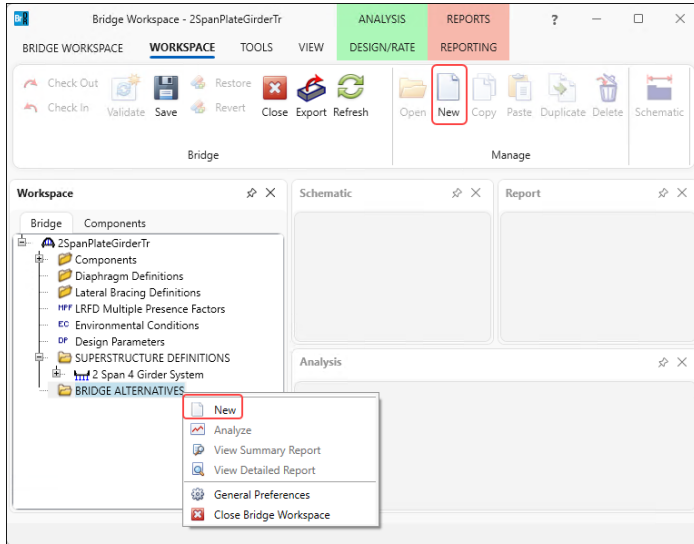 Br Bridge Workspace - 2SpanPlateGirderTr ANALYSIS REPORTS ?
BRIDGE WORKSPACE WORKSPACE TOOLS VIEW DESIGN/RATE REPORTING
Check Out Restore
Check In Validate Save Revert Close Export Refresh Open New Copy Paste Duplicate Delete Schematic
Bridge Manage
Workspace Schematic Report
Bridge Components
2SpanPlateGirderTr
Components
Diaphragm Definitions
Lateral Bracing Definitions
MPF LRFD Multiple Presence Factors
EC Environmental Conditions
DP Design Parameters
SUPERSTRUCTURE DEFINITIONS
Analysis
2 Span 4 Girder System
BRIDGE ALTERNATIVES
New
Analyze
View Summary Report
View Detailed Report
General Preferences
Close Bridge Workspace